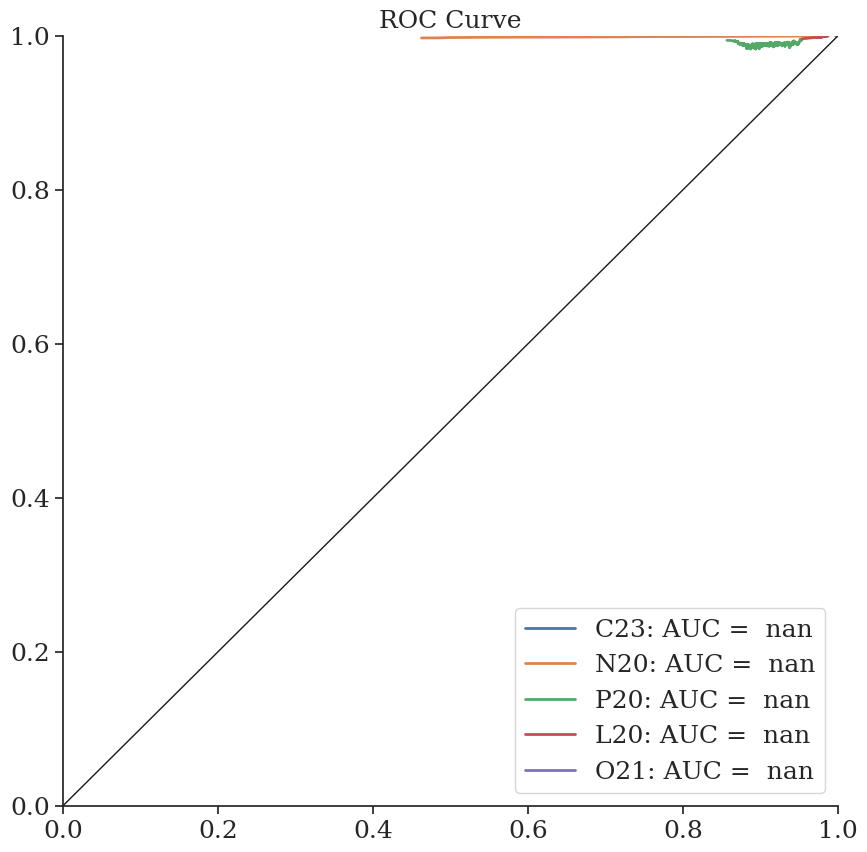 ROC Curve
1.0
0.8
0.6
0.4
0.2
0.0
C23: AUC =  nan
N20: AUC =  nan
P20: AUC =  nan
L20: AUC =  nan
O21: AUC =  nan
0.0 0.2 0.4 0.6 0.8 1.0